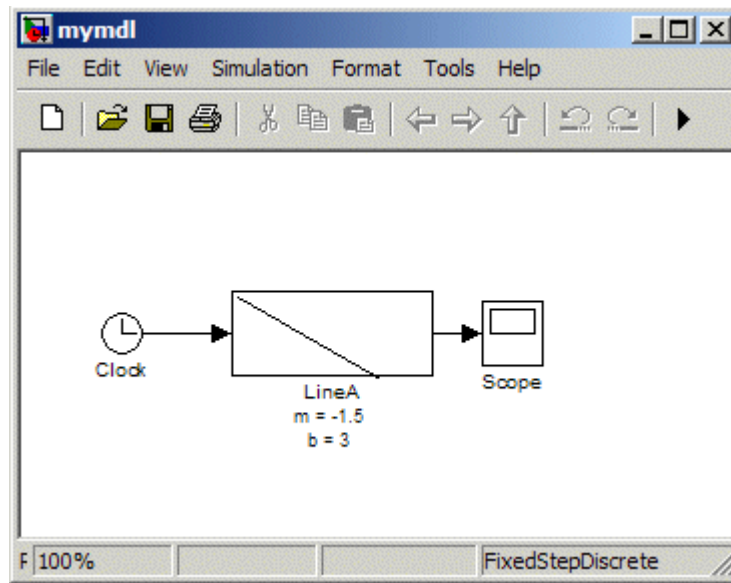 mymdl
File Edit View Simulation Format Tools Help
Clock
LineA
m = -1.5
b = 3
Scope
F 100% FixedStepDiscrete